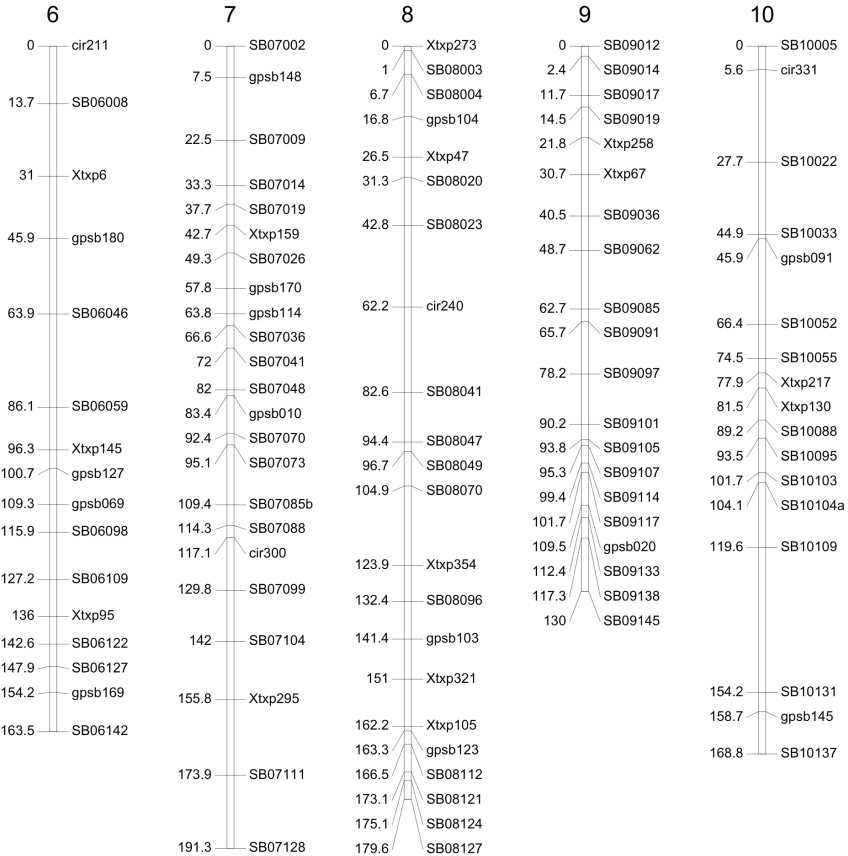 6
0 cir211
13.7 SB06008
31 Xtxp6
45.9 gpsb180
63.9 SB06046
86.1 SB06059
96.3 Xtxp145
100.7 gpsb127
109.3 gpsb069
115.9 SB06098
127.2 SB06109
136 Xtxp95
142.6 SB06122
147.9 SB06127
154.2 gpsb169
163.5 SB06142
7
0 SB07002
7.5 gpsb148
22.5 SB07009
33.3 SB07014
37.7 SB07019
42.7 Xtxp159
49.3 SB07026
57.8 gpsb170
63.8 gpsb114
66.6 SB07036
72 SB07041
82 SB07048
83.4 gpsb010
92.4 SB07070
95.1 SB07073
109.4 SB07085b
114.3 SB07088
117.1 cir300
129.8 SB07099
142 SB07104
155.8 Xtxp295
173.9 SB07111
191.3 SB07128
8
0 Xtxp273
1 SB08003
6.7 SB08004
16.8 gpsb104
26.5 Xtxp47
31.3 SB08020
42.8 SB08023
62.2 cir240
82.6 SB08041
94.4 SB08047
96.7 SB08049
104.9 SB08070
123.9 Xtxp354
132.4 SB08096
141.4 gpsb103
151 Xtxp321
162.2 Xtxp105
163.3 gpsb123
166.5 SB08112
173.1 SB08121
175.1 SB08124
179.6 SB08127
9
0 SB09012
2.4 SB09014
11.7 SB09017
14.5 SB09019
21.8 Xtxp258
30.7 Xtxp67
40.5 SB09036
48.7 SB09062
62.7 SB09085
65.7 SB09091
78.2 SB09097
90.2 SB09101
93.8 SB09105
95.3 SB09107
99.4 SB09114
101.7 SB09117
109.5 gpsb020
112.4 SB09133
117.3 SB09138
130 SB09145
10
0 SB10005
5.6 cir331
27.7 SB10022
44.9 SB10033
45.9 gpsb091
66.4 SB10052
74.5 SB10055
77.9 Xtxp217
81.5 Xtxp130
89.2 SB10088
93.5 SB10095
101.7 SB10103
104.1 SB10104a
119.6 SB10109
154.2 SB10131
158.7 gpsb145
168.8 SB10137